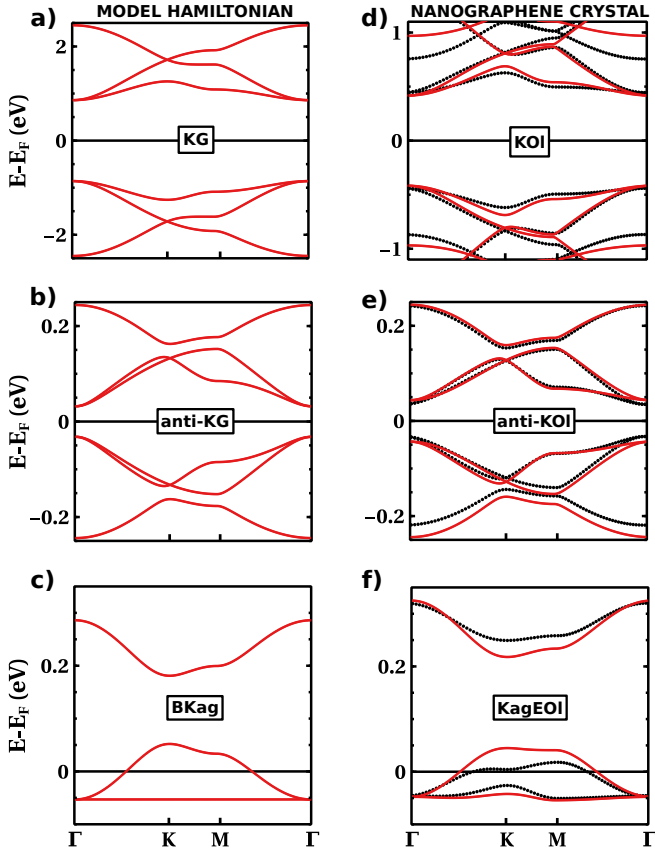 MODEL HAMILTONIAN
NANOGRAPHENE CRYSTAL
a)
E-E_F (eV)
2
0
−2
KG
d)
1
0
−1
KOI
b)
E-E_F (eV)
0.2
0
−0.2
anti-KG
e)
0.2
0
−0.2
anti-KOI
c)
E-E_F (eV)
0.2
0
BKag
Γ K M Γ
f)
0.2
0
KagEOI
Γ K M Γ